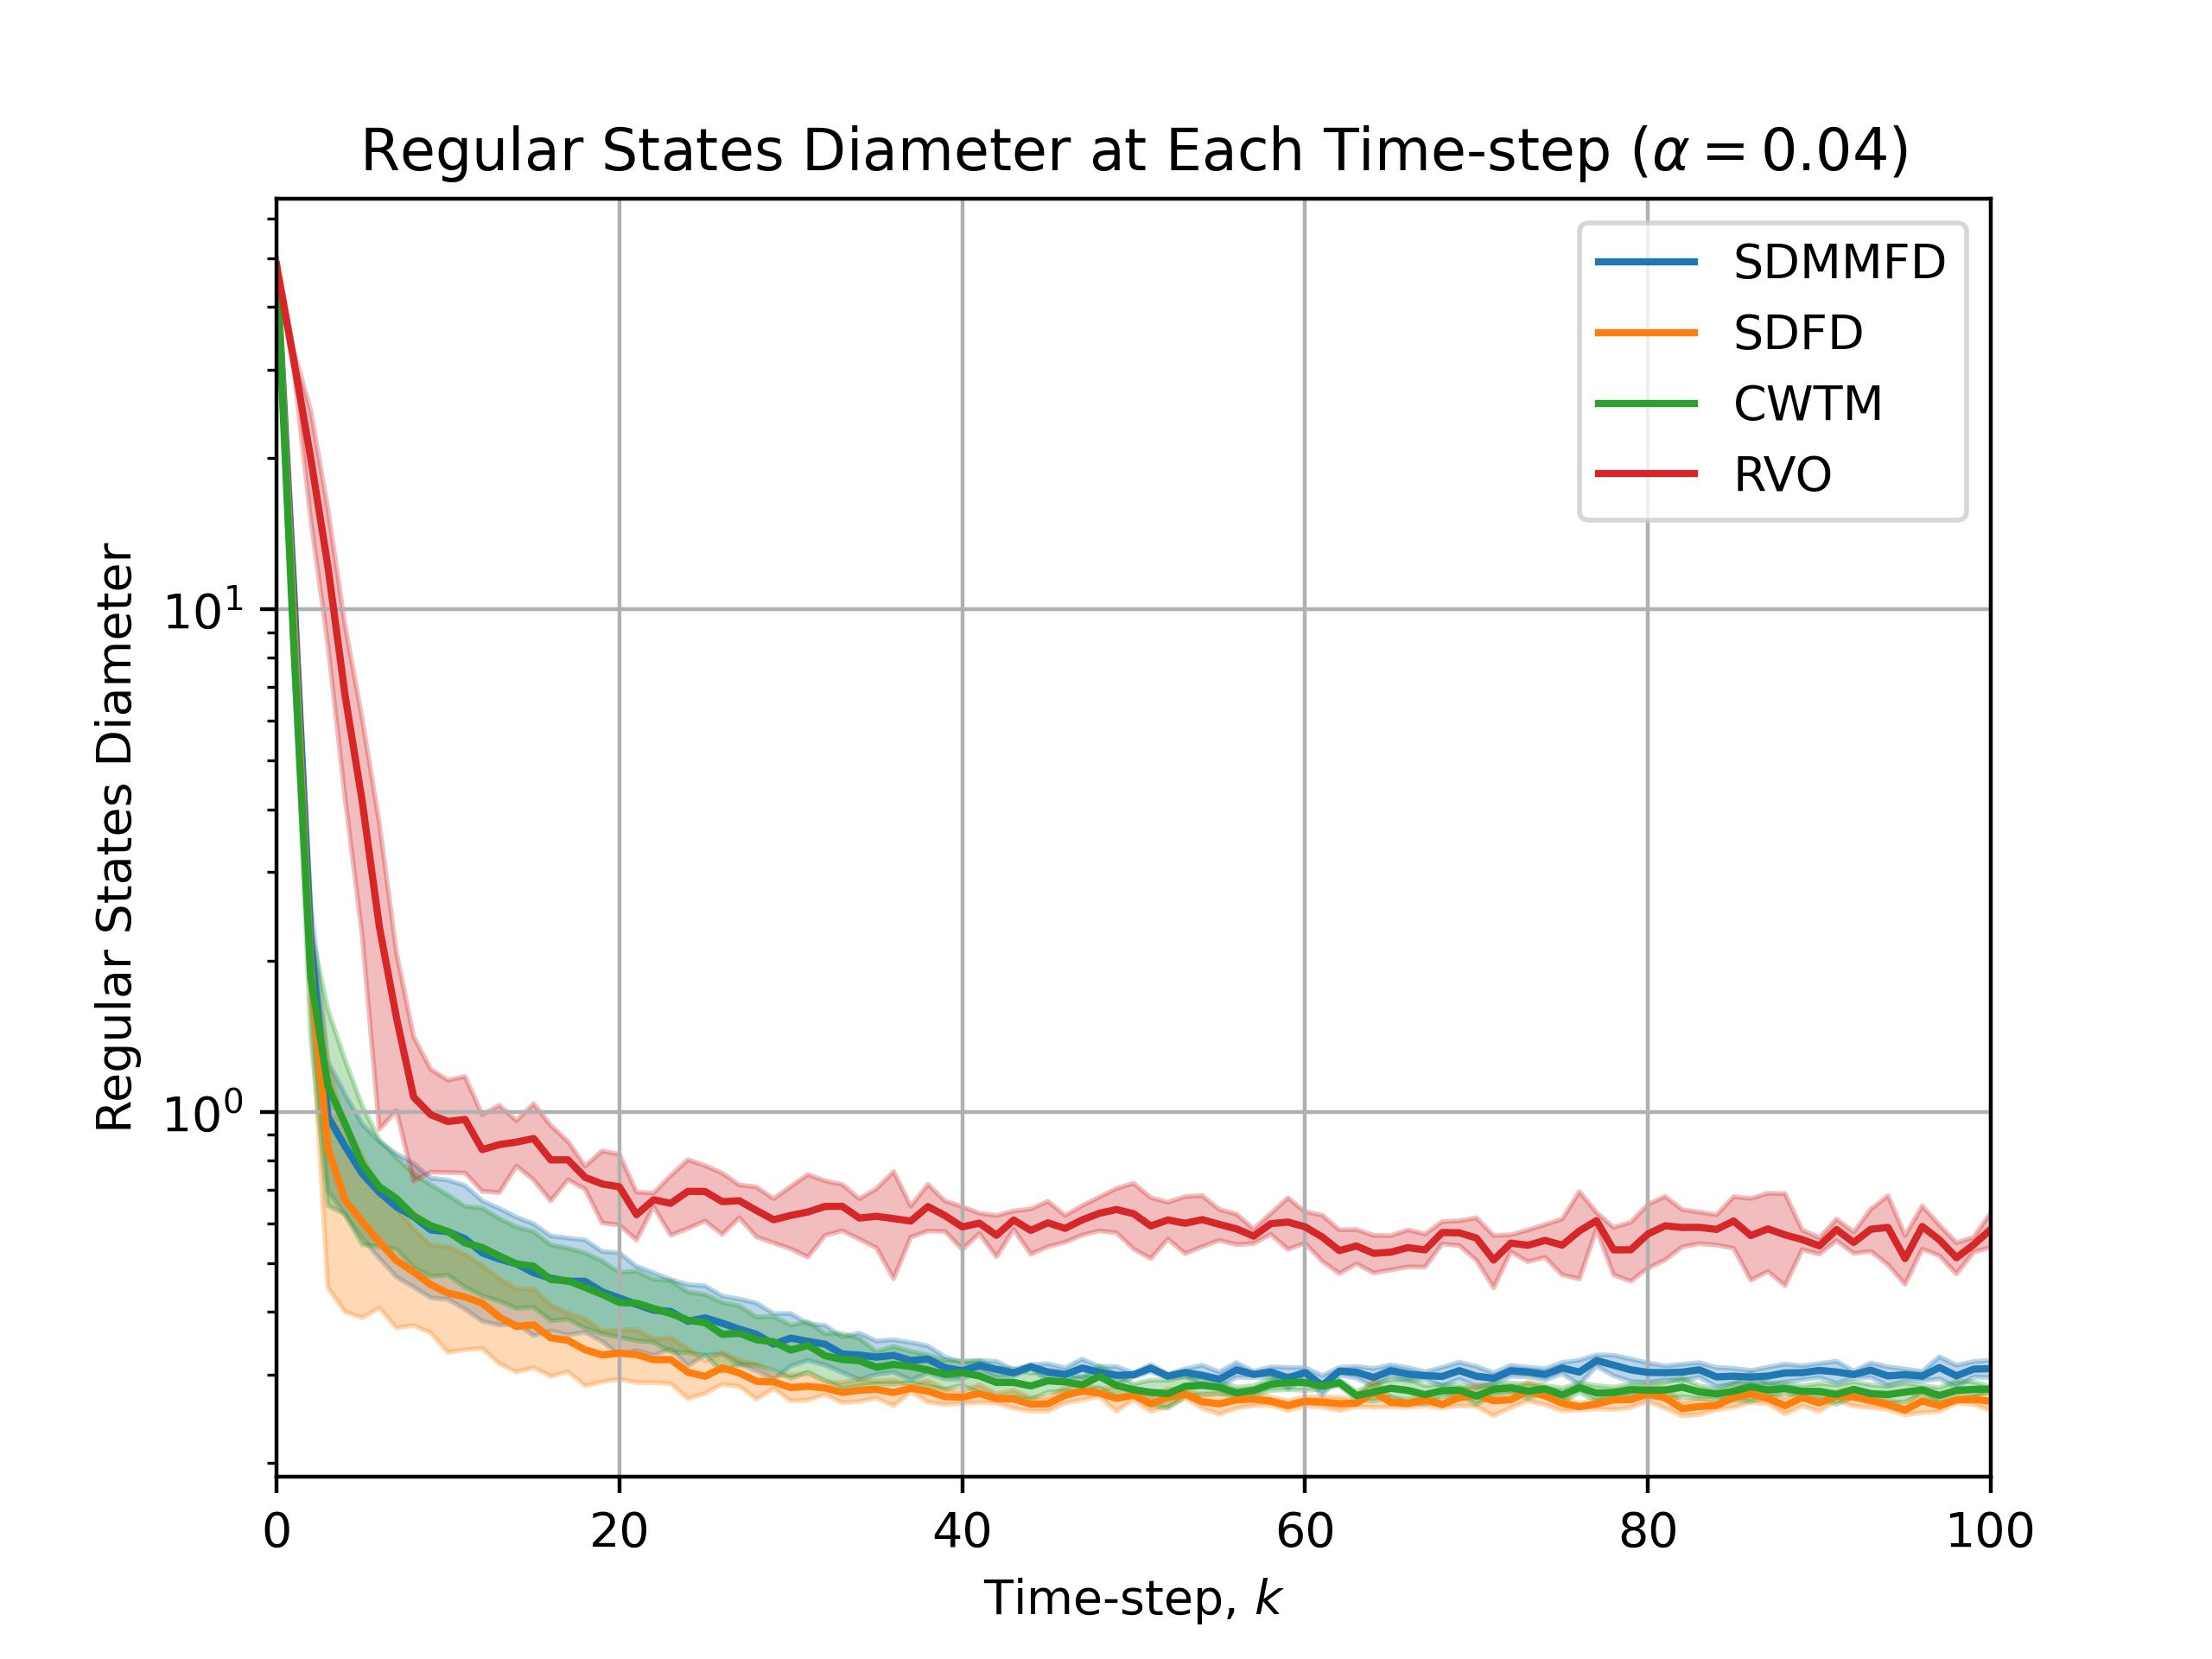 Regular States Diameter at Each Time-step (α = 0.04)
SDMMFD
SDFD
CWTM
RVO
Regular States Diameter
10¹
10⁰
0 20 40 60 80 100
Time-step, k